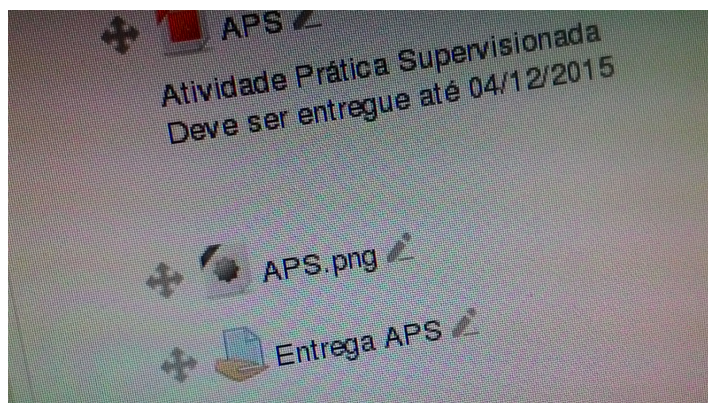 APS
Atividade Prática Supervisionada
Deve ser entregue até 04/12/2015
APS.png
Entrega APS